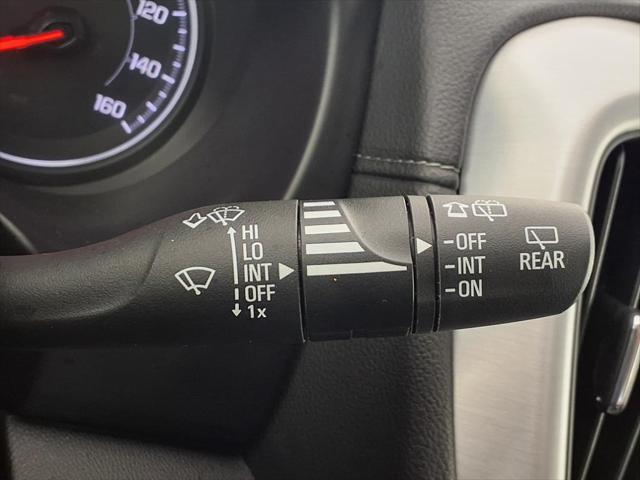 120
140
160
HI
LO
INT
OFF
1x
-OFF
-INT
-ON
REAR